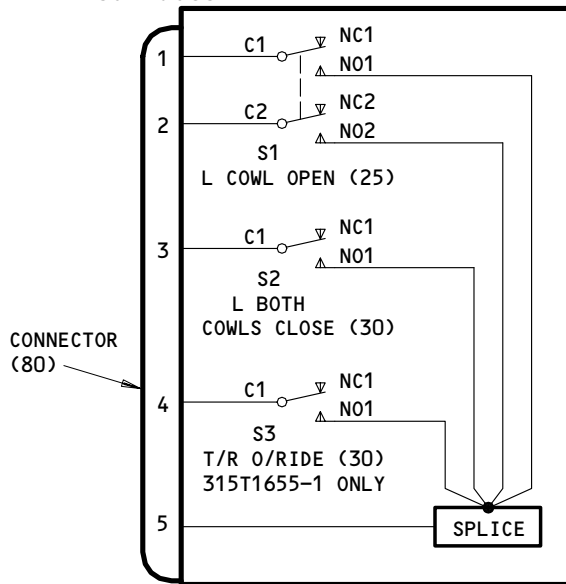 1
C1
NC1
NO1
2
C2
NC2
NO2
S1
L COWL OPEN (25)
3
C1
NC1
NO1
S2
L BOTH
COWLS CLOSE (30)
CONNECTOR
(80)
4
C1
NC1
NO1
S3
T/R O/RIDE (30)
315T1655-1 ONLY
5
SPLICE